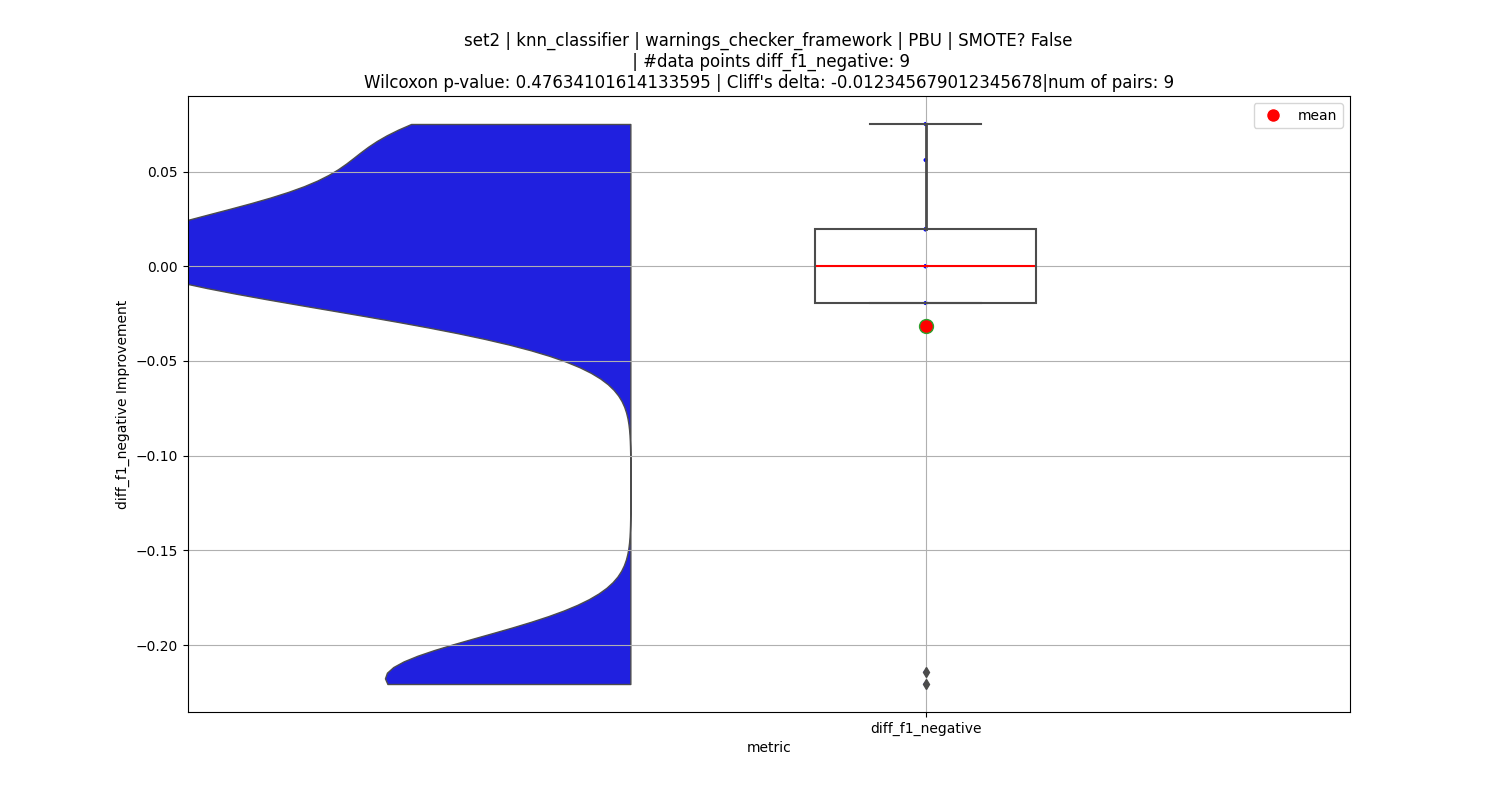 set2 | knn_classifier | warnings_checker_framework | PBU | SMOTE? False
| #data points diff_f1_negative: 9
Wilcoxon p-value: 0.47634101614133595 | Cliff's delta: -0.012345679012345678|num of pairs: 9
mean
0.05
0.00
−0.05
−0.10
−0.15
−0.20
diff_f1_negative Improvement
diff_f1_negative
metric